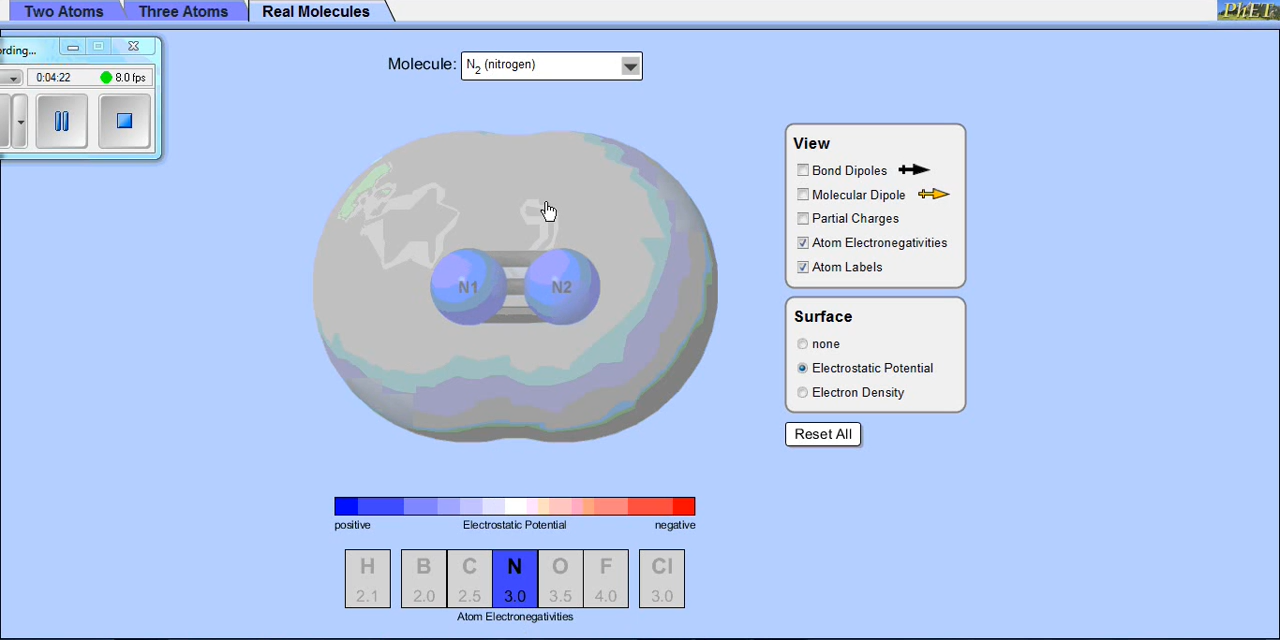 Two Atoms
Three Atoms
Real Molecules
PhET
ording...
0:04:22
8.0 fps
Molecule:
N2 (nitrogen)
N1
N2
View
Bond Dipoles
Molecular Dipole
Partial Charges
Atom Electronegativities
Atom Labels
Surface
none
Electrostatic Potential
Electron Density
Reset All
positive
Electrostatic Potential
negative
H
B
C
N
O
F
Cl
2.1
2.0
2.5
3.0
3.5
4.0
3.0
Atom Electronegativities